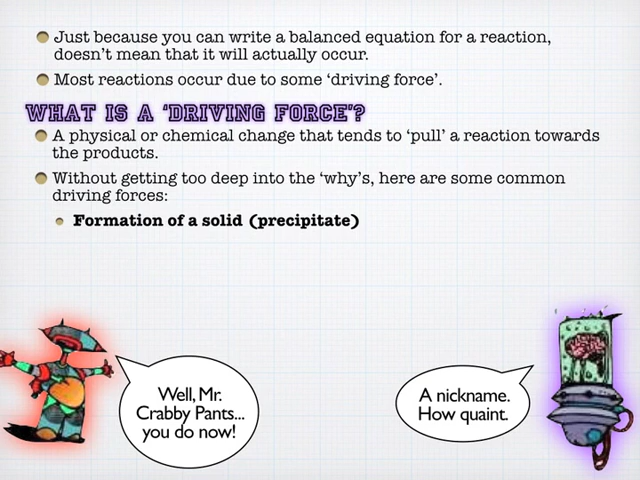 Just because you can write a balanced equation for a reaction,
doesn’t mean that it will actually occur.
Most reactions occur due to some ‘driving force’.
WHAT IS A ‘DRIVING FORCE’?
A physical or chemical change that tends to ‘pull’ a reaction towards
the products.
Without getting too deep into the ‘why’s, here are some common
driving forces:
Formation of a solid (precipitate)
Well, Mr.
Crabby Pants...
you do now!
A nickname.
How quaint.